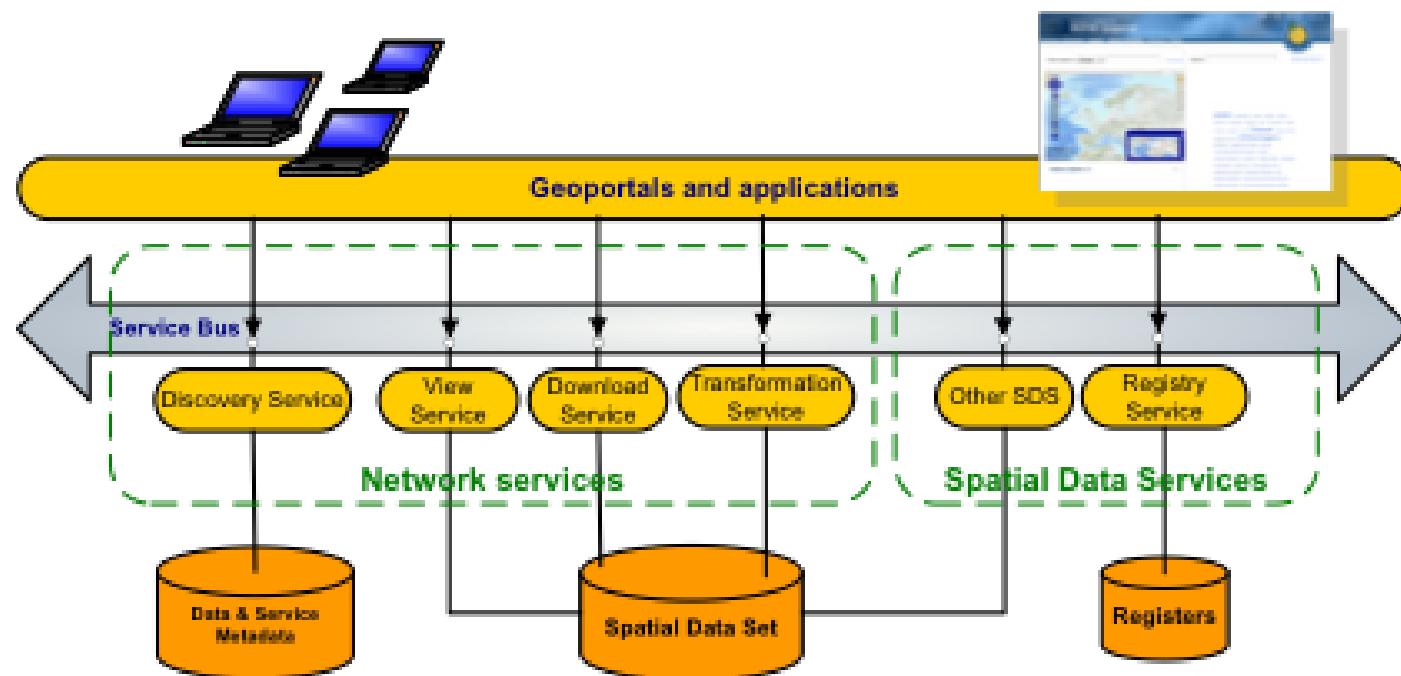 Geoportals and applications
Service Bus
Discovery Service
View
Service
Download
Service
Transformation
Service
Other SDS
Registry
Service
Network services
Spatial Data Services
Data & Service
Metadata
Spatial Data Set
Registers